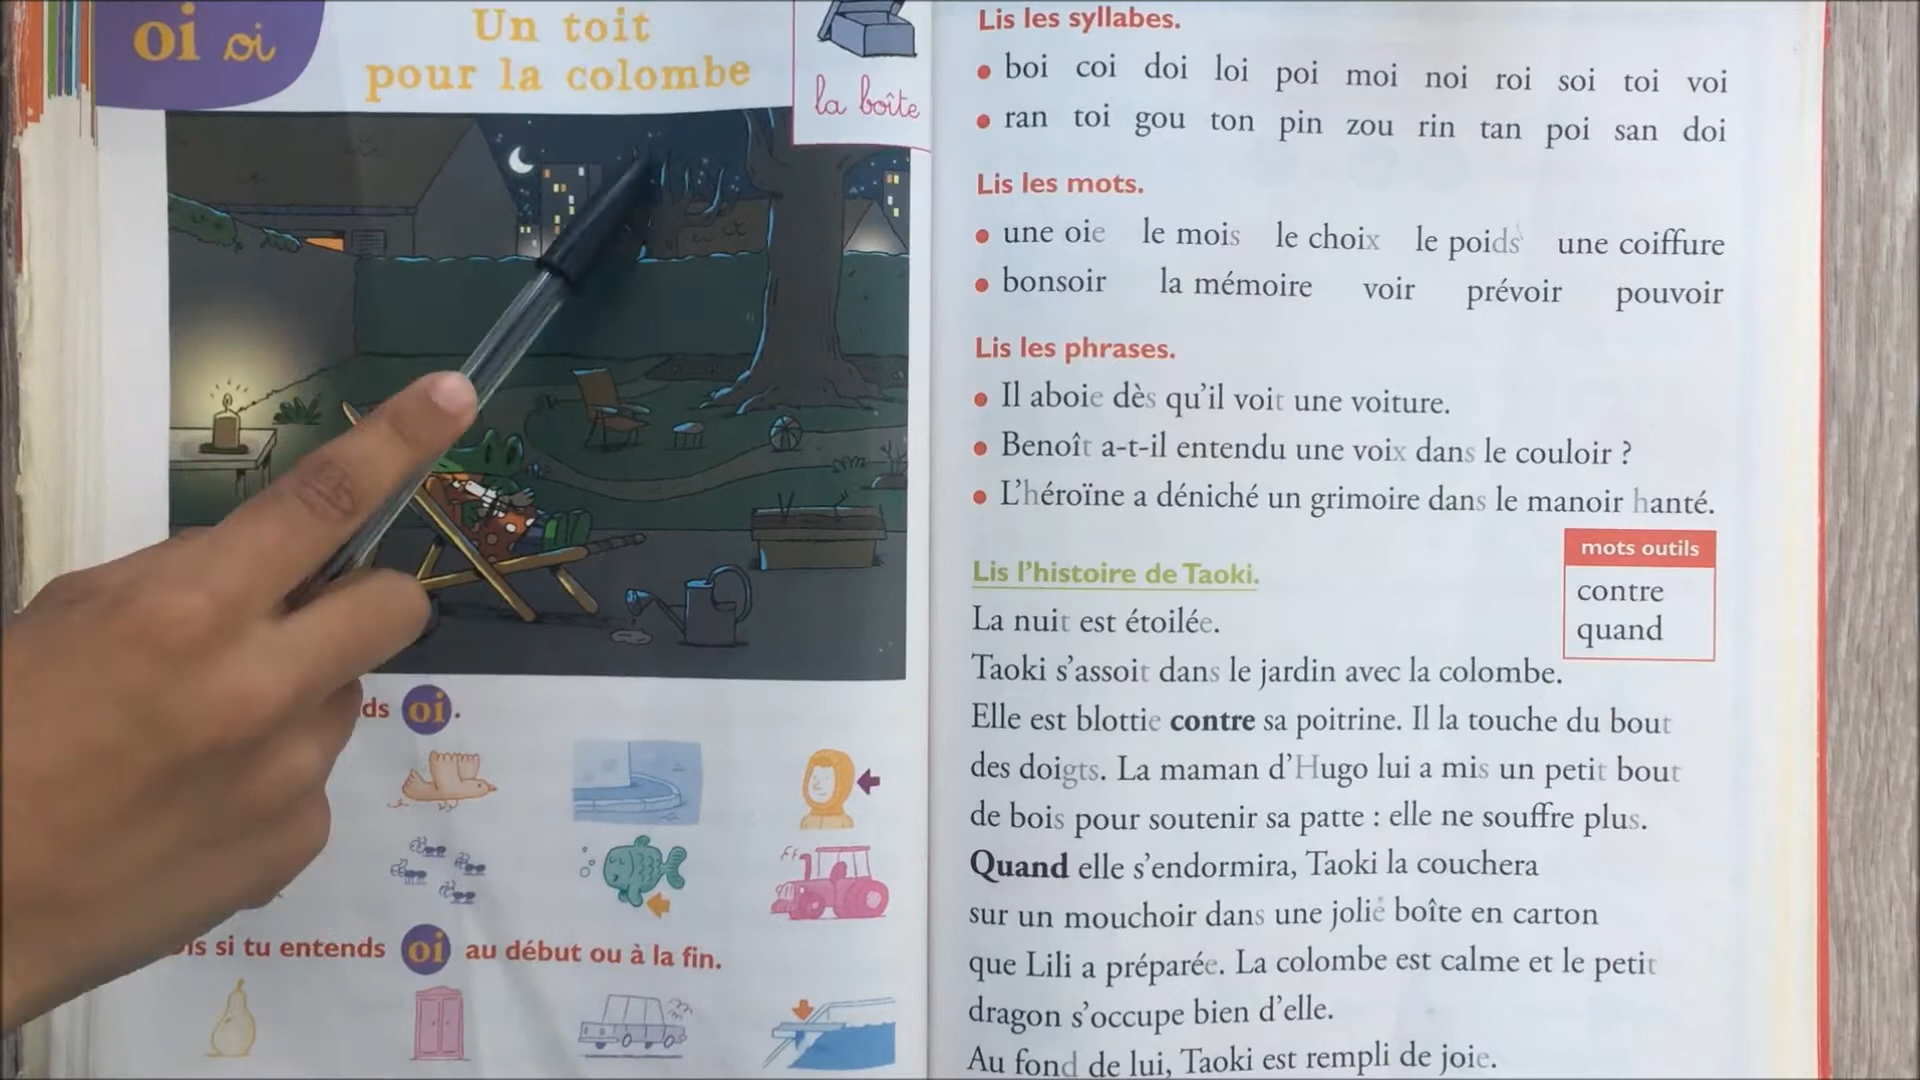 oi oi
Un toit
pour la colombe
la boîte
ds oi.
is si tu entends oi au début ou à la fin.
Lis les syllabes.
• boi coi doi loi poi moi noi roi soi toi voi
• ran toi gou ton pin zou rin tan poi san doi
Lis les mots.
• une oie le mois le choix le poids une coiffure
• bonsoir la mémoire voir prévoir pouvoir
Lis les phrases.
• Il aboie dès qu'il voit une voiture.
• Benoît a-t-il entendu une voix dans le couloir ?
• L'héroïne a déniché un grimoire dans le manoir hanté.
mots outils
contre
quand
Lis l'histoire de Taoki.
La nuit est étoilée.
Taoki s'assoit dans le jardin avec la colombe.
Elle est blottie contre sa poitrine. Il la touche du bout
des doigts. La maman d'Hugo lui a mis un petit bout
de bois pour soutenir sa patte : elle ne souffre plus.
Quand elle s'endormira, Taoki la couchera
sur un mouchoir dans une jolie boîte en carton
que Lili a préparée. La colombe est calme et le petit
dragon s'occupe bien d'elle.
Au fond de lui, Taoki est rempli de joie.